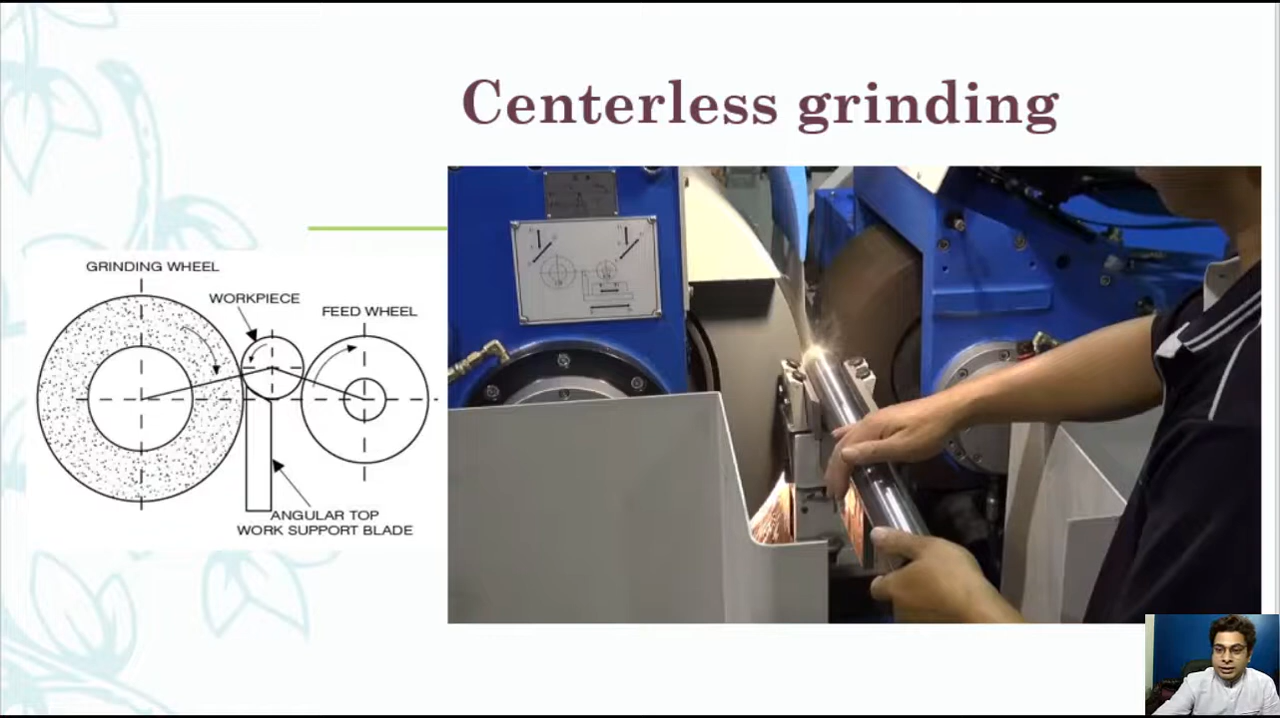 Centerless grinding
GRINDING WHEEL
WORKPIECE
FEED WHEEL
ANGULAR TOP
WORK SUPPORT BLADE